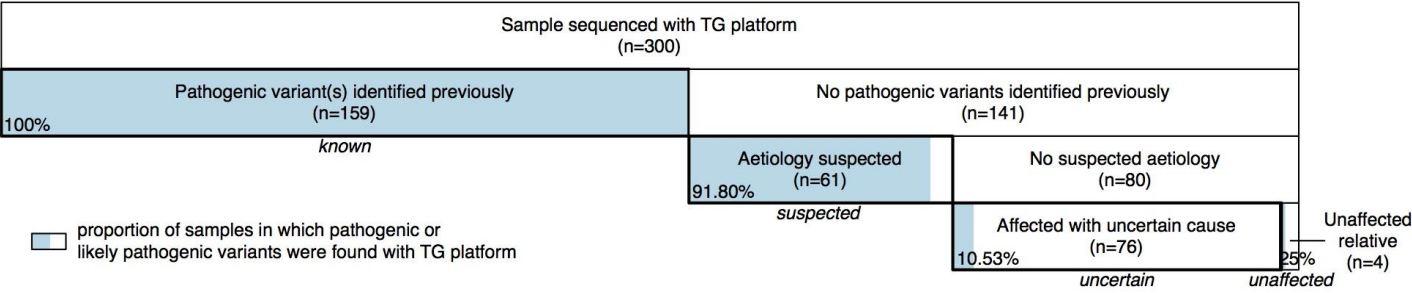 Sample sequenced with TG platform
(n=300)
Pathogenic variant(s) identified previously
(n=159)
100%
known
No pathogenic variants identified previously
(n=141)
Aetiology suspected
(n=61)
91.80%
suspected
No suspected aetiology
(n=80)
Affected with uncertain cause
(n=76)
10.53%
uncertain
25%
unaffected
Unaffected
relative
(n=4)
proportion of samples in which pathogenic or
likely pathogenic variants were found with TG platform